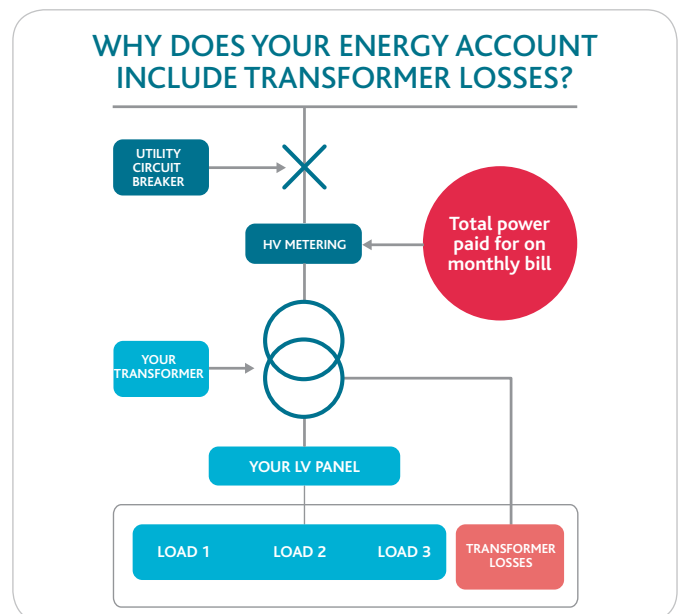 WHY DOES YOUR ENERGY ACCOUNT
INCLUDE TRANSFORMER LOSSES?
UTILITY
CIRCUIT
BREAKER
HV METERING
Total power
paid for on
monthly bill
YOUR
TRANSFORMER
YOUR LV PANEL
LOAD 1
LOAD 2
LOAD 3
TRANSFORMER
LOSSES